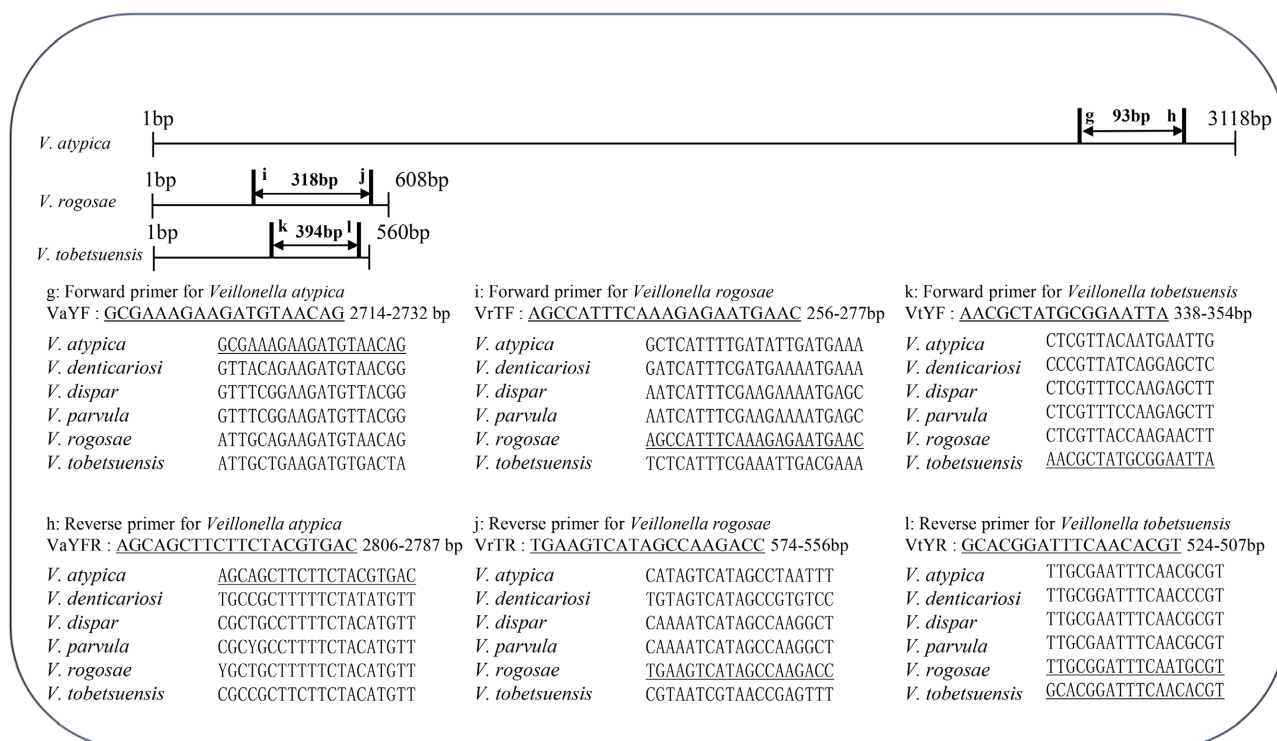 1bp g 93bp h 3118bp
V. atypica
1bp i 318bp j 608bp
V. rogosae
1bp k 394bp l 560bp
V. tobetsuensis
g: Forward primer for Veillonella atypica
VaYF : GCGAAAGAAGATGTAACAG 2714-2732 bp
V. atypica GCGAAAGAAGATGTAACAG
V. denticariosi GTTACAGAAGATGTAACGG
V. dispar GTTTCGGAAGATGTTACGG
V. parvula GTTTCGGAAGATGTTACGG
V. rogosae ATTGCAGAAGATGTAACAG
V. tobetsuensis ATTGCTGAAGATGTGACTA
i: Forward primer for Veillonella rogosae
VrTF : AGCCATTTCAAAGAGAATGAAC 256-277bp
V. atypica GCTCATTTTGATATTGATGAAA
V. denticariosi GATCATTTCGATGAAAATGAAA
V. dispar AATCATTTCGAAGAAAATGAGC
V. parvula AATCATTTCGAAGAAAATGAGC
V. rogosae AGCCATTTCAAAGAGAATGAAC
V. tobetsuensis TCTCATTTCGAAATTGACGAAA
k: Forward primer for Veillonella tobetsuensis
VtYF : AACGCTATGCGGAATTA 338-354bp
V. atypica CTCGTTACAATGAATTG
V. denticariosi CCCGTTATCAGGAGCTC
V. dispar CTCGTTTCCAAGAGCTT
V. parvula CTCGTTTCCAAGAGCTT
V. rogosae CTCGTTACCAAGAACTT
V. tobetsuensis AACGCTATGCGGAATTA
h: Reverse primer for Veillonella atypica
VaYFR : AGCAGCTTCTTCTACGTGAC 2806-2787 bp
V. atypica AGCAGCTTCTTCTACGTGAC
V. denticariosi TGCCGCTTTTTCTATATGTT
V. dispar CGCTGCCTTTTCTACATGTT
V. parvula CGCYGCCTTTTCTACATGTT
V. rogosae YGCTGCTTTTTCTACATGTT
V. tobetsuensis CGCCGCTTCTTCTACATGTT
j: Reverse primer for Veillonella rogosae
VrTR : TGAAGTCATAGCCAAGACC 574-556bp
V. atypica CATAGTCATAGCCTAATTT
V. denticariosi TGTAGTCATAGCCGTGTCC
V. dispar CAAAATCATAGCCAAGGCT
V. parvula CAAAATCATAGCCAAGGCT
V. rogosae TGAAGTCATAGCCAAGACC
V. tobetsuensis CGTAATCGTAACCGAGTTT
l: Reverse primer for Veillonella tobetsuensis
VtYR : GCACGGATTTCAACACGT 524-507bp
V. atypica TTGCGAATTTCAACGCGT
V. denticariosi TTGCGGATTTCAACCCGT
V. dispar TTGCGAATTTCAACGCGT
V. parvula TTGCGAATTTCAACGCGT
V. rogosae TTGCGGATTTCAATGCGT
V. tobetsuensis GCACGGATTTCAACACGT